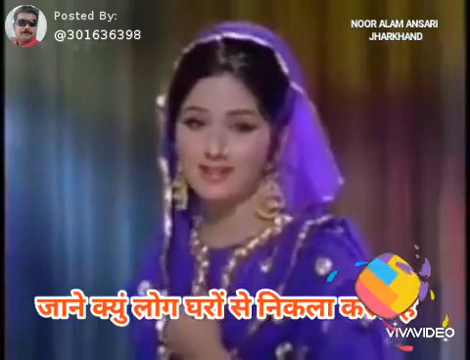 Posted By:
@301636398
NOOR ALAM ANSARI
JHARKHAND
जाने क्युं लोग घरों से निकला
VIVAVIDEO